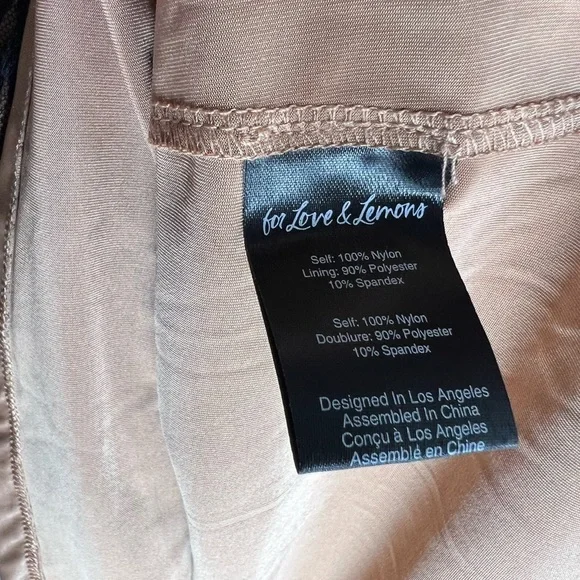 for Love & Lemons
Self: 100% Nylon
Lining: 90% Polyester
10% Spandex
Self: 100% Nylon
Doublure: 90% Polyester
10% Spandex
Designed In Los Angeles
Assembled In China
Conçu à Los Angeles
Assemblé en Chine